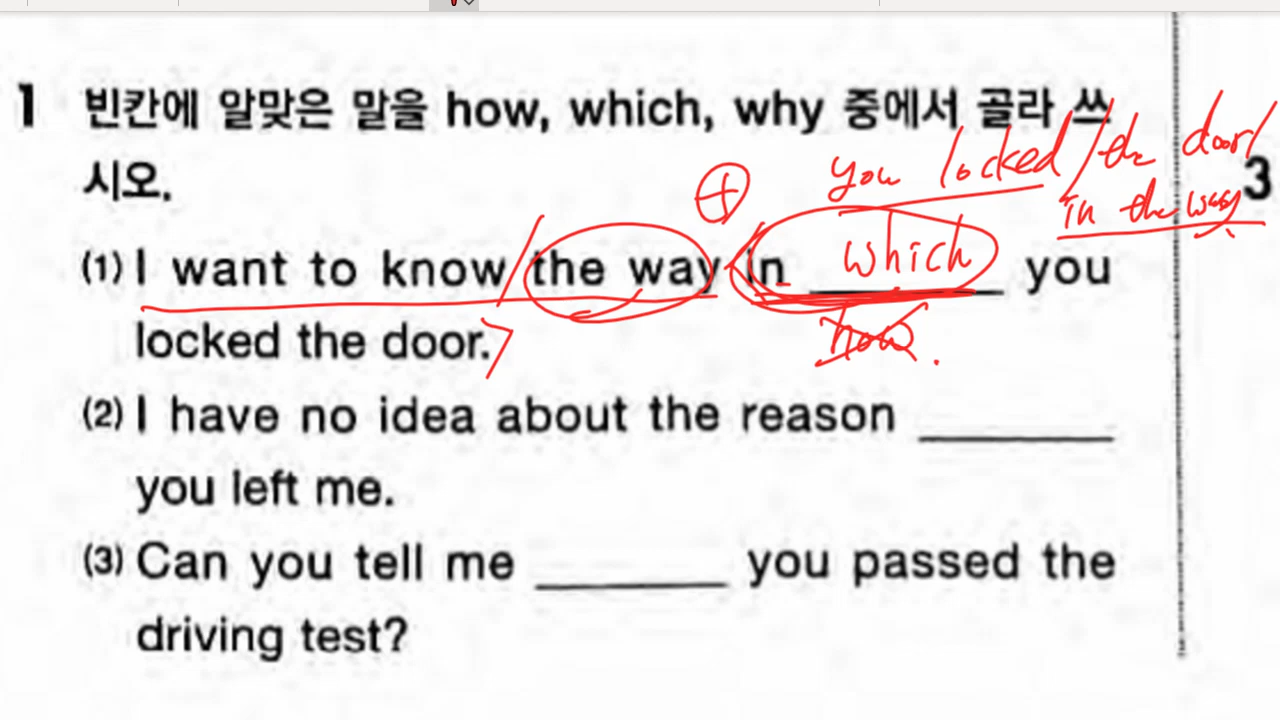 1 빈칸에 알맞은 말을 how, which, why 중에서 골라 쓰
시오.
you locked / the door /
in the way
3
(1) I want to know / the way in which you
locked the door.
how.
(2) I have no idea about the reason ______
you left me.
(3) Can you tell me ______ you passed the
driving test?